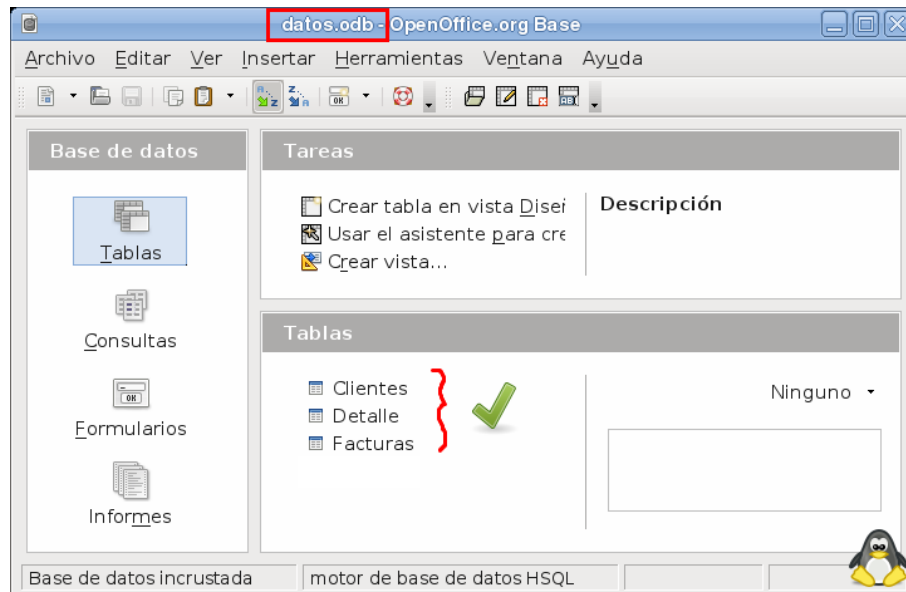 datos.odb - OpenOffice.org Base
Archivo Editar Ver Insertar Herramientas Ventana Ayuda
Base de datos
Tablas
Consultas
Formularios
Informes
Tareas
Crear tabla en vista Diseñ
Usar el asistente para cre
Crear vista...
Descripción
Tablas
Clientes
Detalle
Facturas
Ninguno
Base de datos incrustada
motor de base de datos HSQL